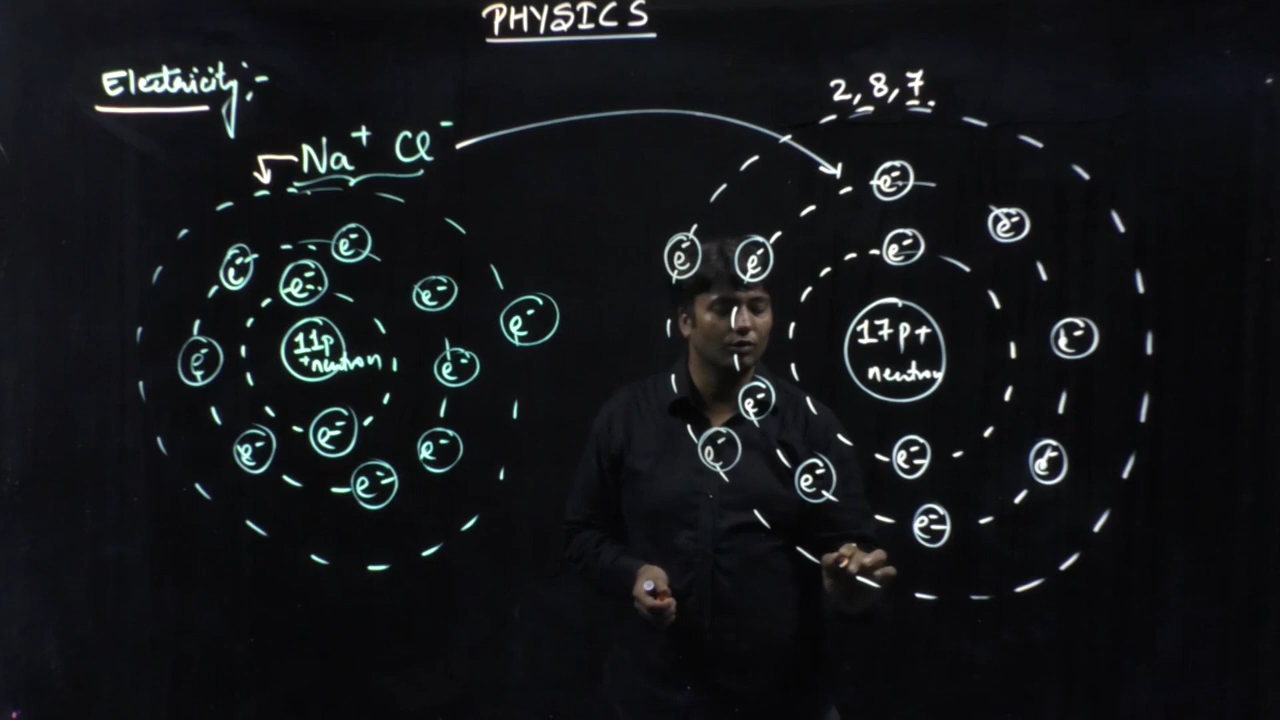 PHYSICS
Electricity:-
Na+ Cl-
2, 8, 7.
e-
e-
e-
e-
e-
e-
e-
e-
e-
e-
e-
11p
+neutron
e-
e-
e-
e-
e-
e-
e-
e-
e-
e-
e-
e-
e-
17p+
neutron